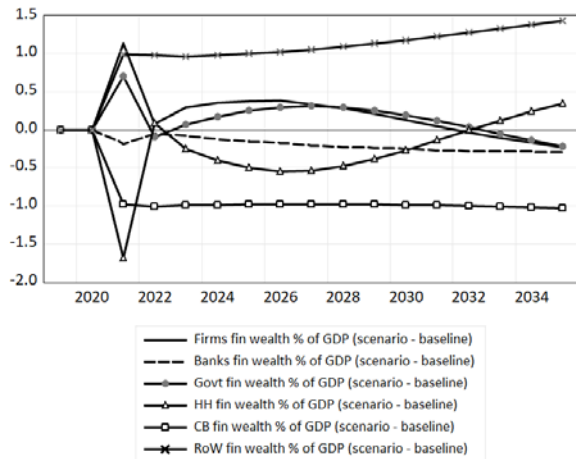 1.5
1.0
0.5
0.0
-0.5
-1.0
-1.5
-2.0
2020 2022 2024 2026 2028 2030 2032 2034
Firms fin wealth % of GDP (scenario - baseline)
Banks fin wealth % of GDP (scenario - baseline)
Govt fin wealth % of GDP (scenario - baseline)
HH fin wealth % of GDP (scenario - baseline)
CB fin wealth % of GDP (scenario - baseline)
RoW fin wealth % of GDP (scenario - baseline)